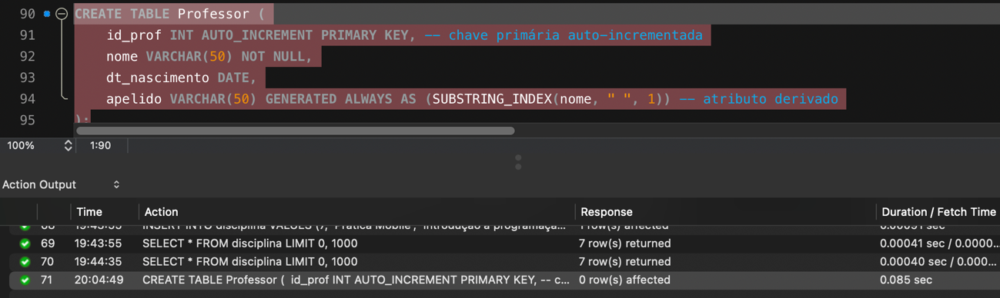 90 CREATE TABLE Professor (
91 id_prof INT AUTO_INCREMENT PRIMARY KEY, -- chave primária auto-incrementada
92 nome VARCHAR(50) NOT NULL,
93 dt_nascimento DATE,
94 apelido VARCHAR(50) GENERATED ALWAYS AS (SUBSTRING_INDEX(nome, " ", 1)) -- atributo derivado
95 );
100% 1:90
Action Output
Time Action Response Duration / Fetch Time
68 19:43:55 INSERT INTO disciplina VALUES (7, "Prática Mobile", "Introdução a programaç... 1 row(s) affected 0.00091 sec
69 19:43:55 SELECT * FROM disciplina LIMIT 0, 1000 7 row(s) returned 0.00041 sec / 0.0000...
70 19:44:35 SELECT * FROM disciplina LIMIT 0, 1000 7 row(s) returned 0.00040 sec / 0.0000...
71 20:04:49 CREATE TABLE Professor ( id_prof INT AUTO_INCREMENT PRIMARY KEY, -- c... 0 row(s) affected 0.085 sec